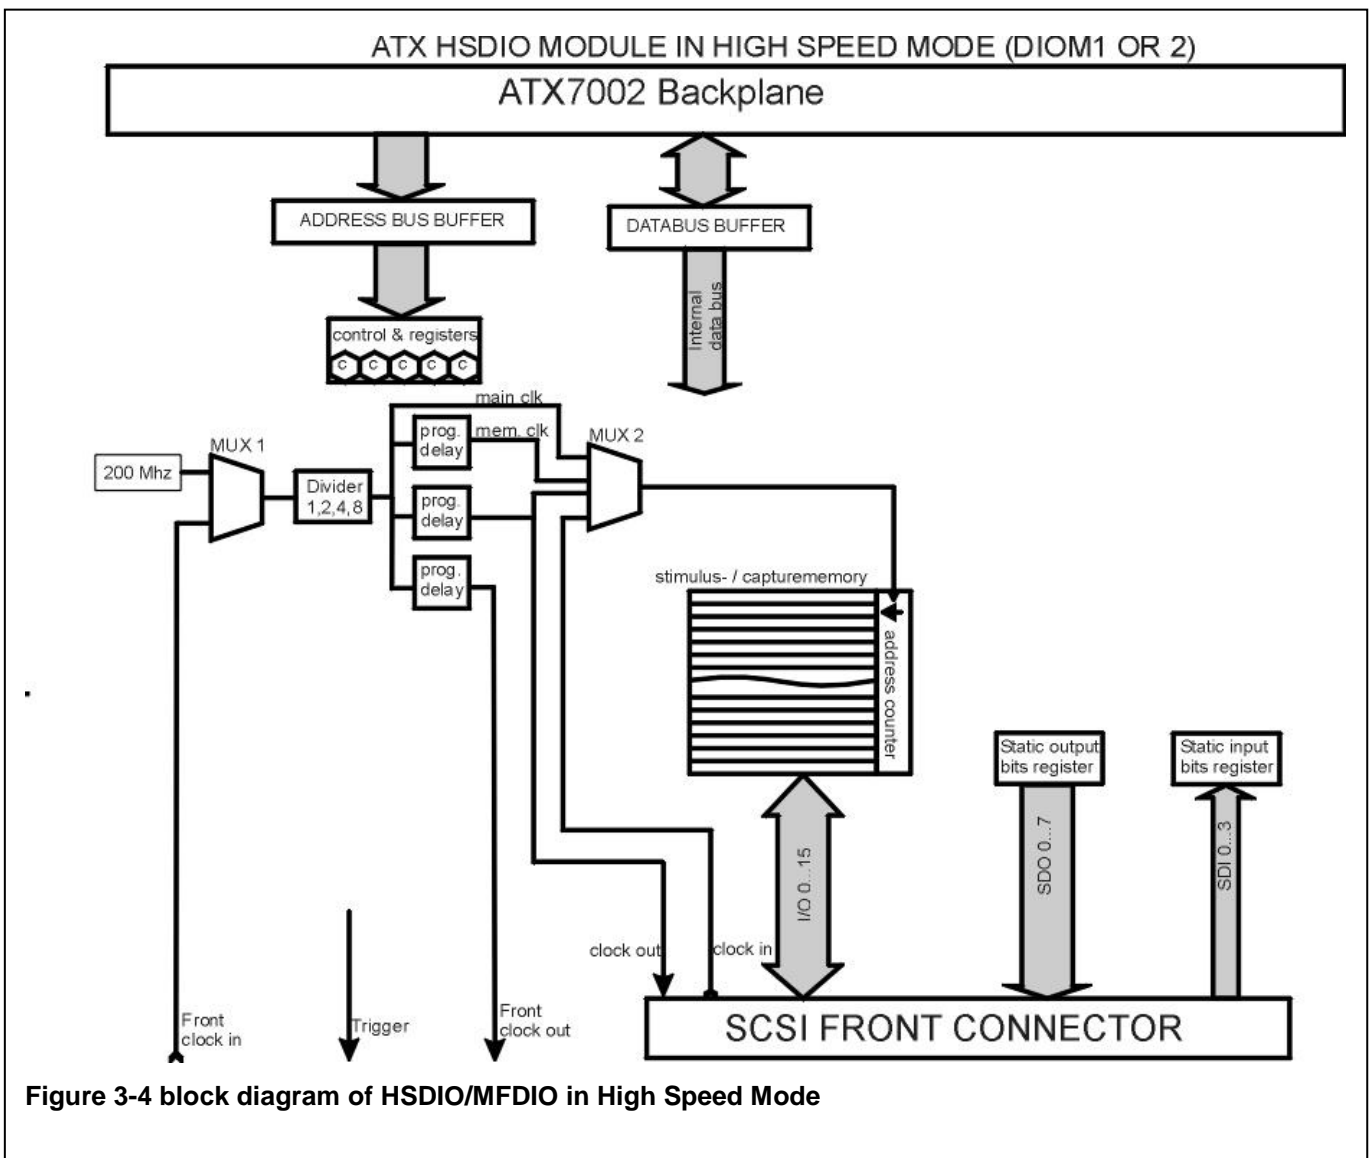 ATX HSDIO MODULE IN HIGH SPEED MODE (DIOM1 OR 2)
ATX7002 Backplane
ADDRESS BUS BUFFER
DATABUS BUFFER
Internal
data bus
control & registers
C C C C C
main clk
mem. clk
MUX 1
MUX 2
200 Mhz
Divider
1,2,4,8
prog.
delay
prog.
delay
prog.
delay
stimulus- / capturememory
address counter
Static output
bits register
Static input
bits register
I/O 0...15
SDO 0...7
SDI 0...3
clock out
clock in
Front
clock in
Trigger
Front
clock out
SCSI FRONT CONNECTOR
Figure 3-4 block diagram of HSDIO/MFDIO in High Speed Mode